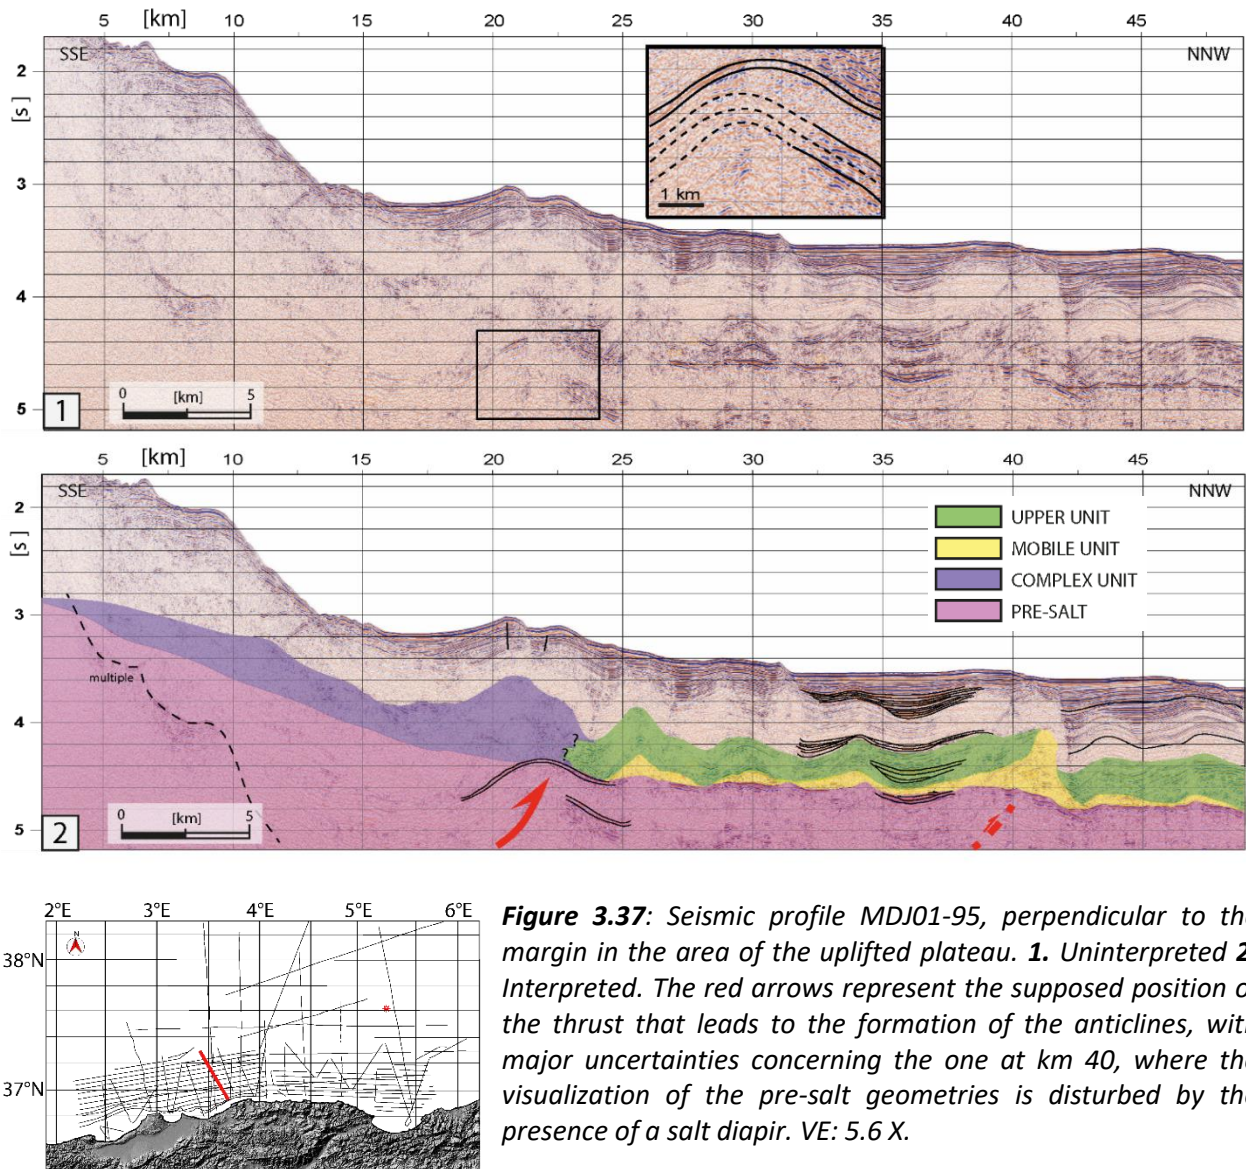 5 [km] 10 15 20 25 30 35 40 45
SSE NNW
2
[s]
3
1 km
4
0 [km] 5
5
1
5 [km] 10 15 20 25 30 35 40 45
SSE NNW
2
[s]
UPPER UNIT
MOBILE UNIT
COMPLEX UNIT
PRE-SALT
3
multiple
4
? ?
0 [km] 5
5
2
2°E 3°E 4°E 5°E 6°E
N
38°N
37°N
Figure 3.37: Seismic profile MDJ01-95, perpendicular to
margin in the area of the uplifted plateau. 1. Uninterpreted
Interpreted. The red arrows represent the supposed position
the thrust that leads to the formation of the anticlines,
major uncertainties concerning the one at km 40, where
visualization of the pre-salt geometries is disturbed by
presence of a salt diapir. VE: 5.6 X.